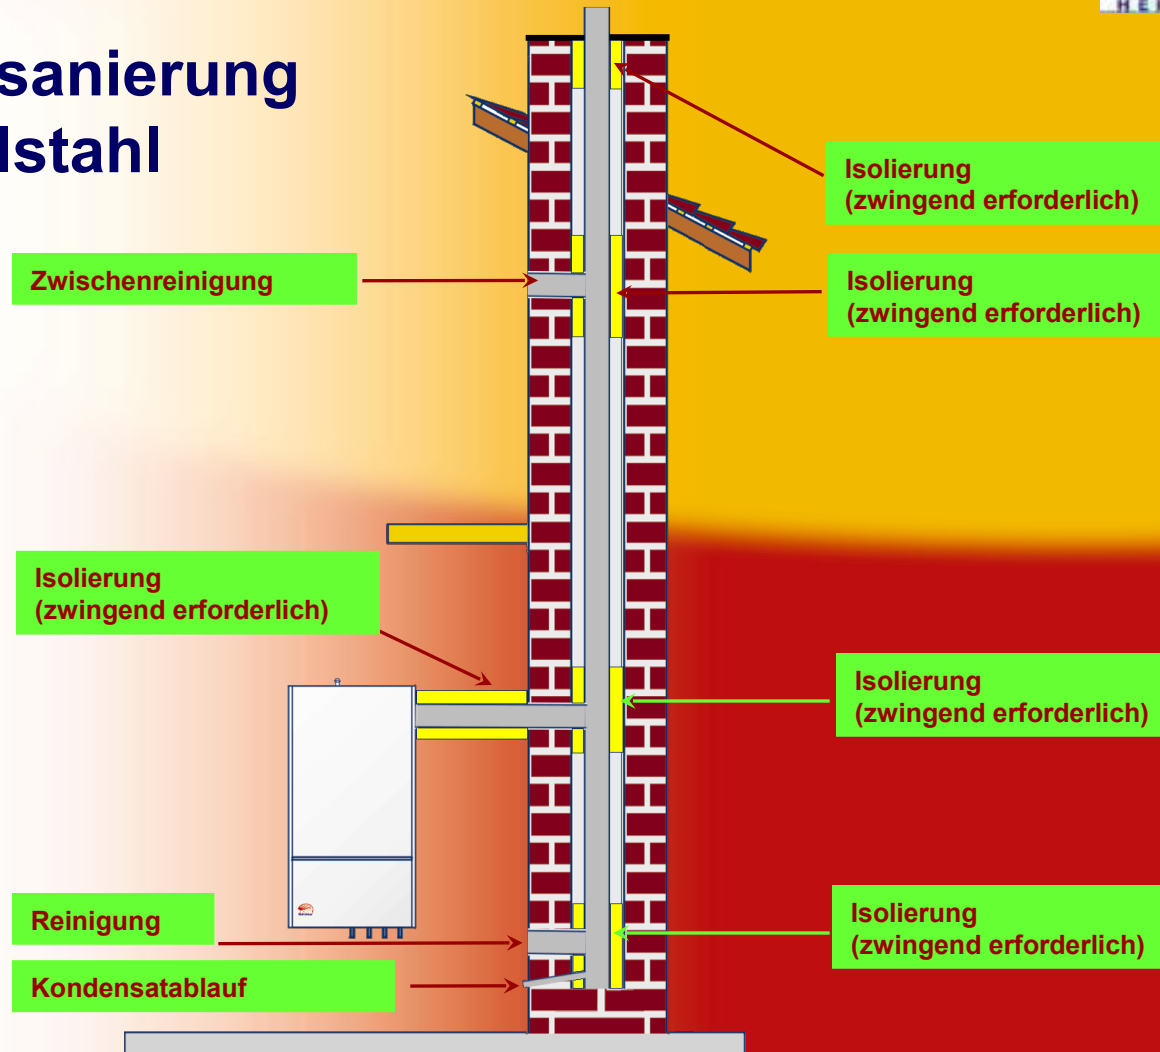 sanierung
lstahl
Isolierung
(zwingend erforderlich)
Zwischenreinigung
Isolierung
(zwingend erforderlich)
Isolierung
(zwingend erforderlich)
Isolierung
(zwingend erforderlich)
Reinigung
Isolierung
(zwingend erforderlich)
Kondensatablauf